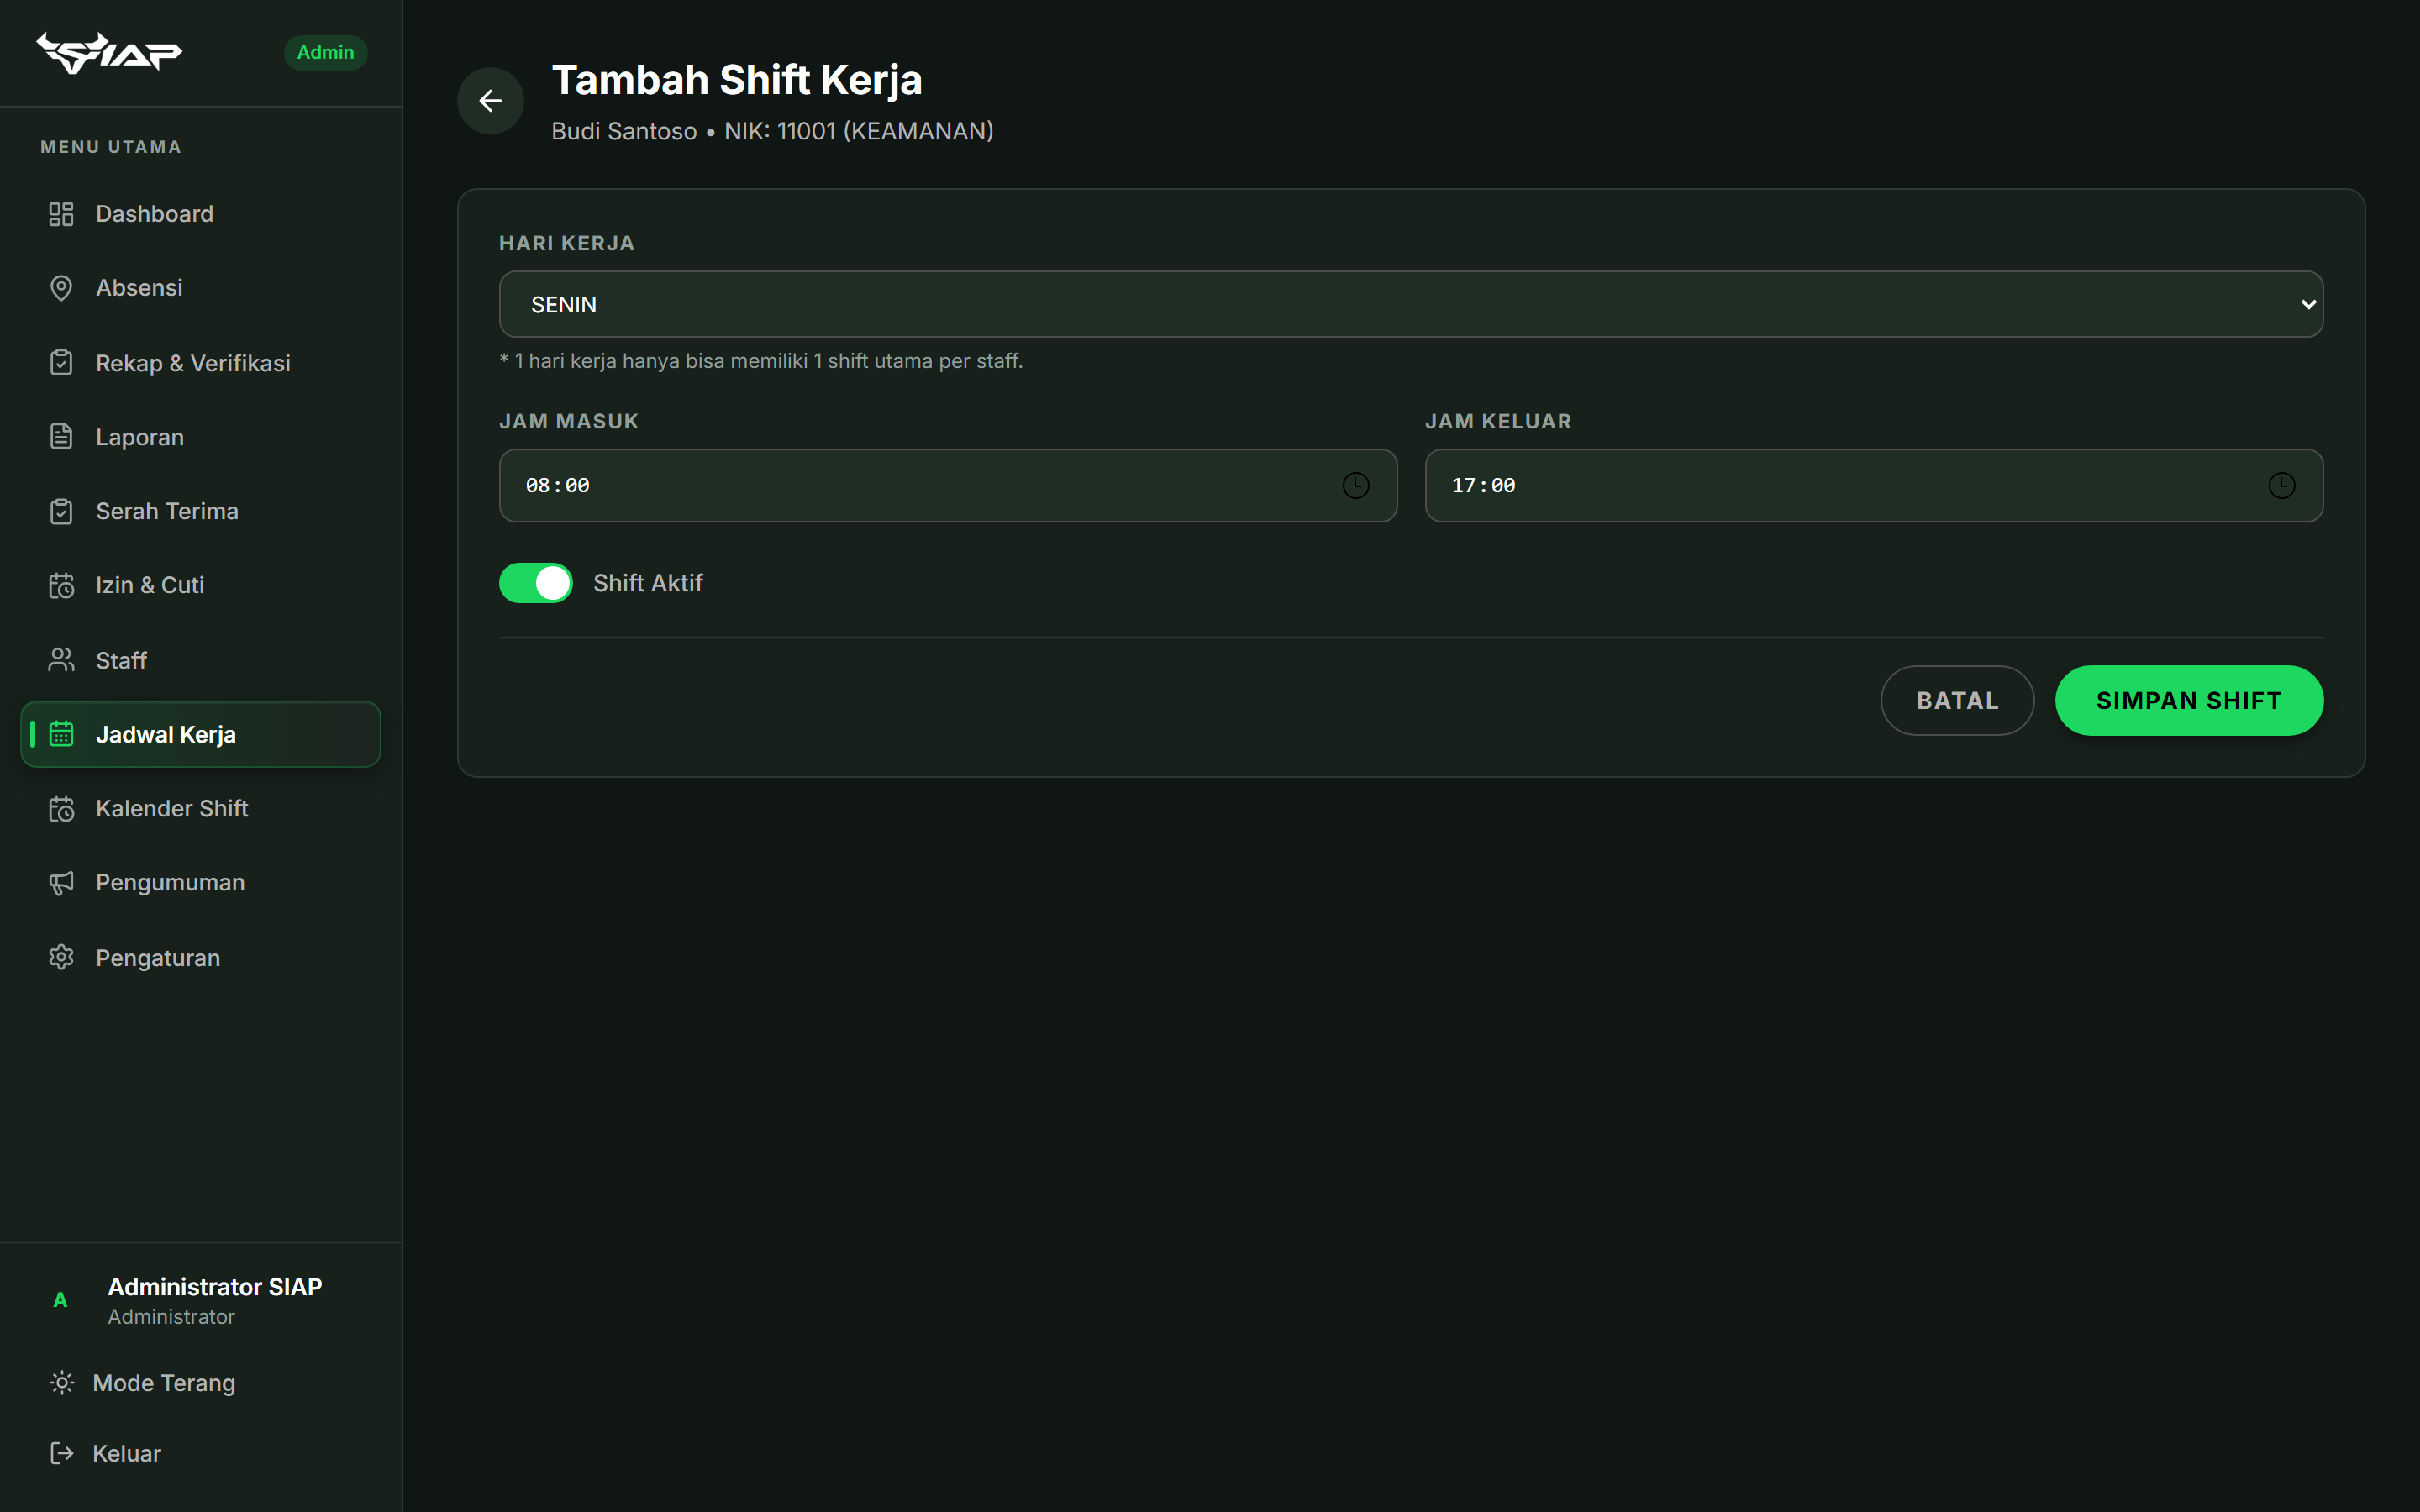 SIAP
Admin
MENU UTAMA
Dashboard
Absensi
Rekap & Verifikasi
Laporan
Serah Terima
Izin & Cuti
Staff
Jadwal Kerja
Kalender Shift
Pengumuman
Pengaturan
A
Administrator SIAP
Administrator
Mode Terang
Keluar
Tambah Shift Kerja
Budi Santoso • NIK: 11001 (KEAMANAN)
HARI KERJA
SENIN
* 1 hari kerja hanya bisa memiliki 1 shift utama per staff.
JAM MASUK
08:00
JAM KELUAR
17:00
Shift Aktif
BATAL
SIMPAN SHIFT